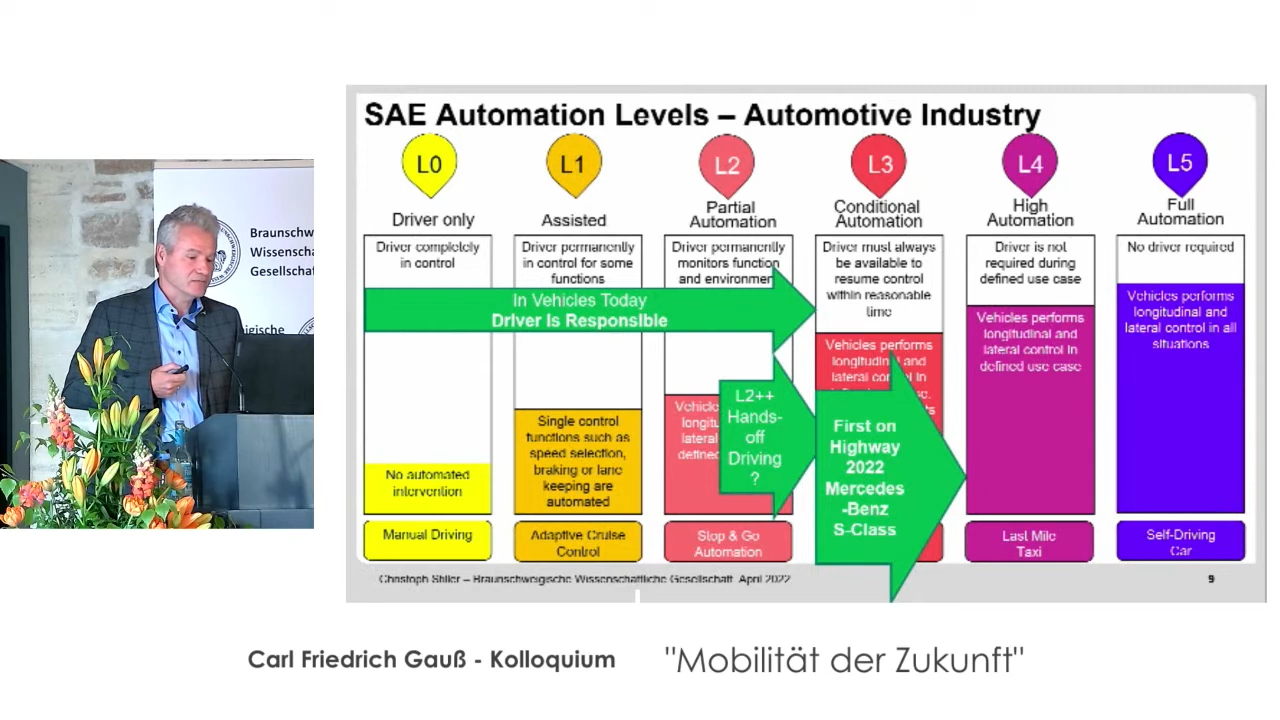 SAE Automation Levels – Automotive Industry
L0
L1
L2
L3
L4
L5
Driver only
Assisted
Partial
Automation
Conditional
Automation
High
Automation
Full
Automation
Driver completely
in control
Driver permanently
in control for some
functions
Driver permanently
monitors function
and environment
Driver must always
be available to
resume control
within reasonable
time
Driver is not
required during
defined use case
No driver required
In Vehicles Today
Driver is Responsible
No automated
intervention
Single control
functions such as
speed selection,
braking or lane
keeping are
automated
L2++
Hands-
off
Driving
?
Vehicles performs
longitudinal and
lateral control in
First on
Highway
2022
Mercedes
-Benz
S-Class
Vehicles performs
longitudinal and
lateral control in
defined use case
Vehicles performs
longitudinal and
lateral control in all
situations
Manual Driving
Adaptive Cruise
Control
Stop & Go
Automation
Last Mile
Taxi
Self-Driving
Car
Christoph Stiller – Braunschweigische Wissenschaftliche Gesellschaft April 2022
9
Braunschw
Wissenscha
Gesellschaf
Carl Friedrich Gauß - Kolloquium
"Mobilität der Zukunft"